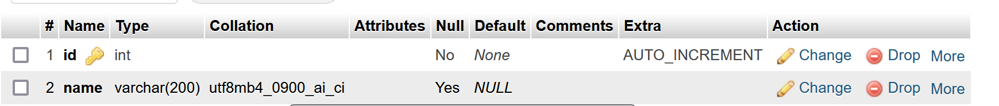 # Name Type Collation Attributes Null Default Comments Extra Action
1 id int No None AUTO_INCREMENT Change Drop More
2 name varchar(200) utf8mb4_0900_ai_ci Yes NULL Change Drop More